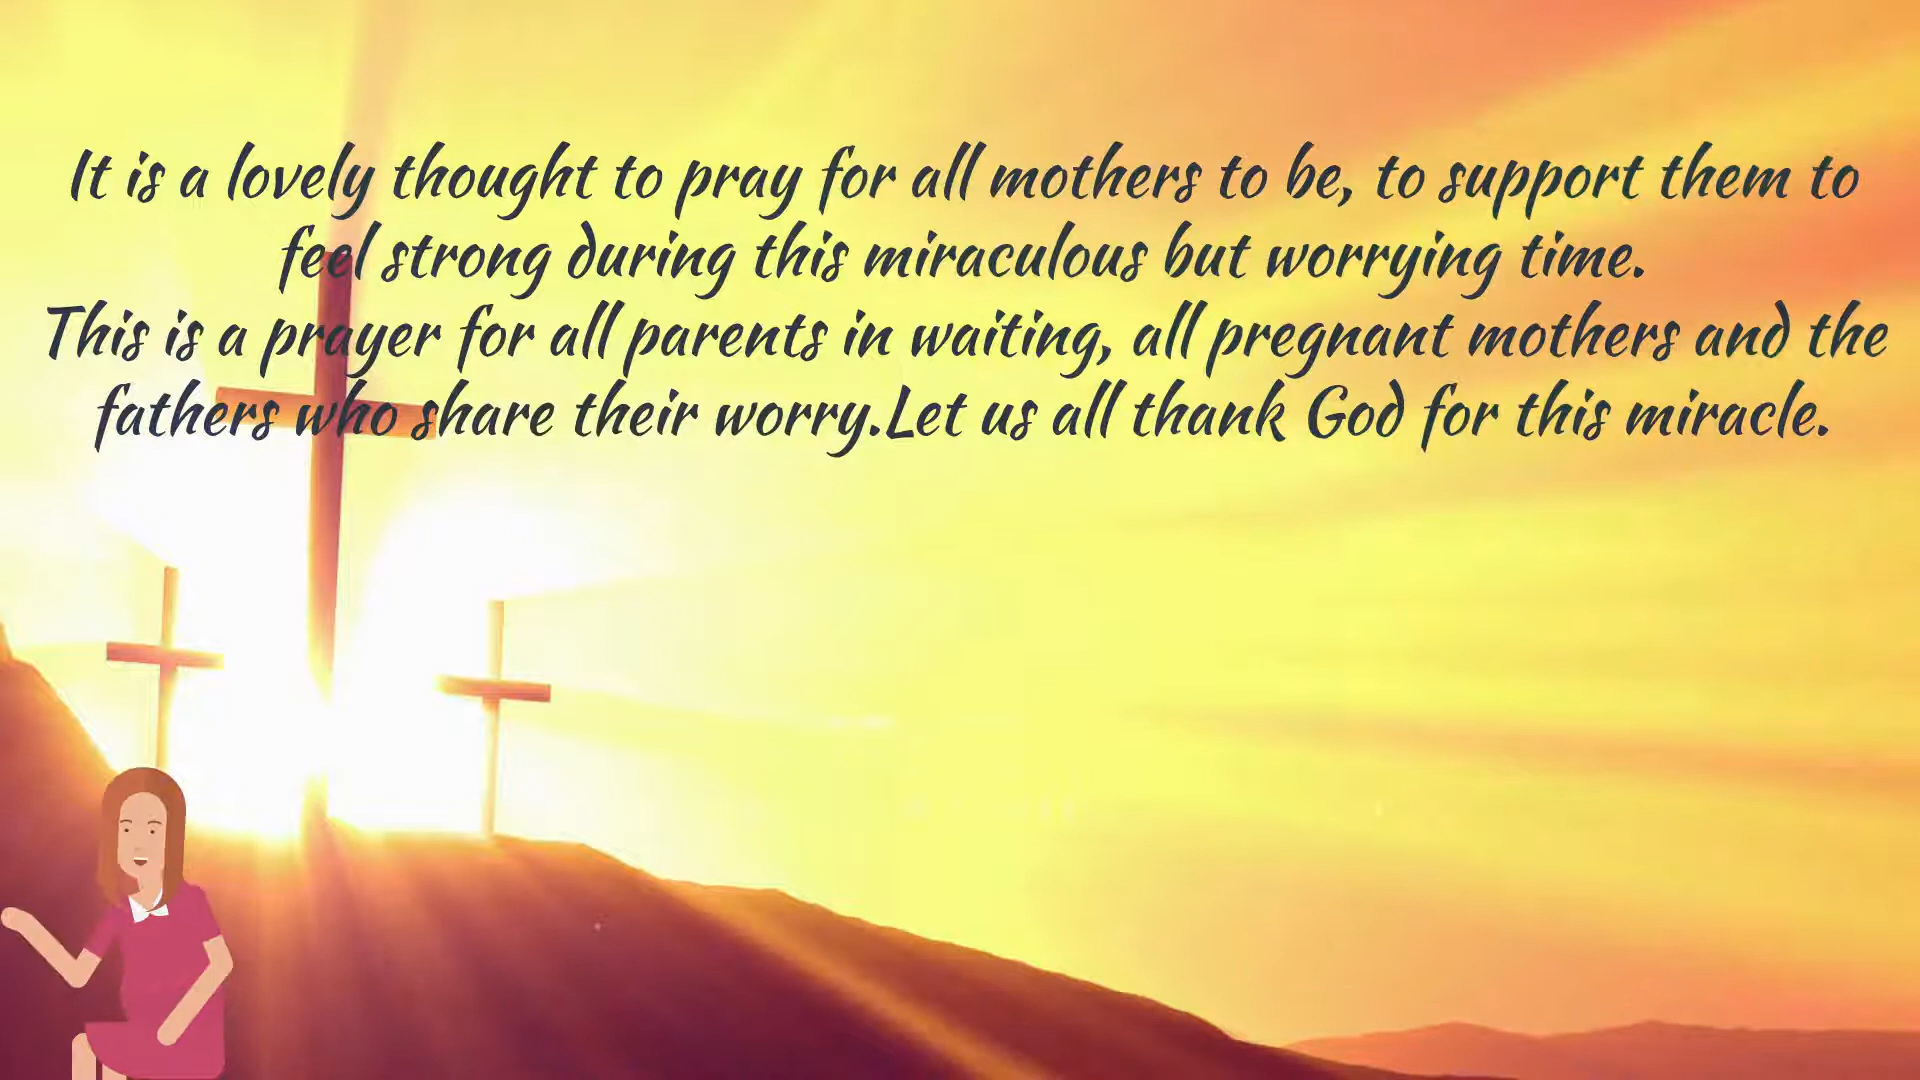 It is a lovely thought to pray for all mothers to be, to support them to
feel strong during this miraculous but worrying time.
This is a prayer for all parents in waiting, all pregnant mothers and the
fathers who share their worry.Let us all thank God for this miracle.